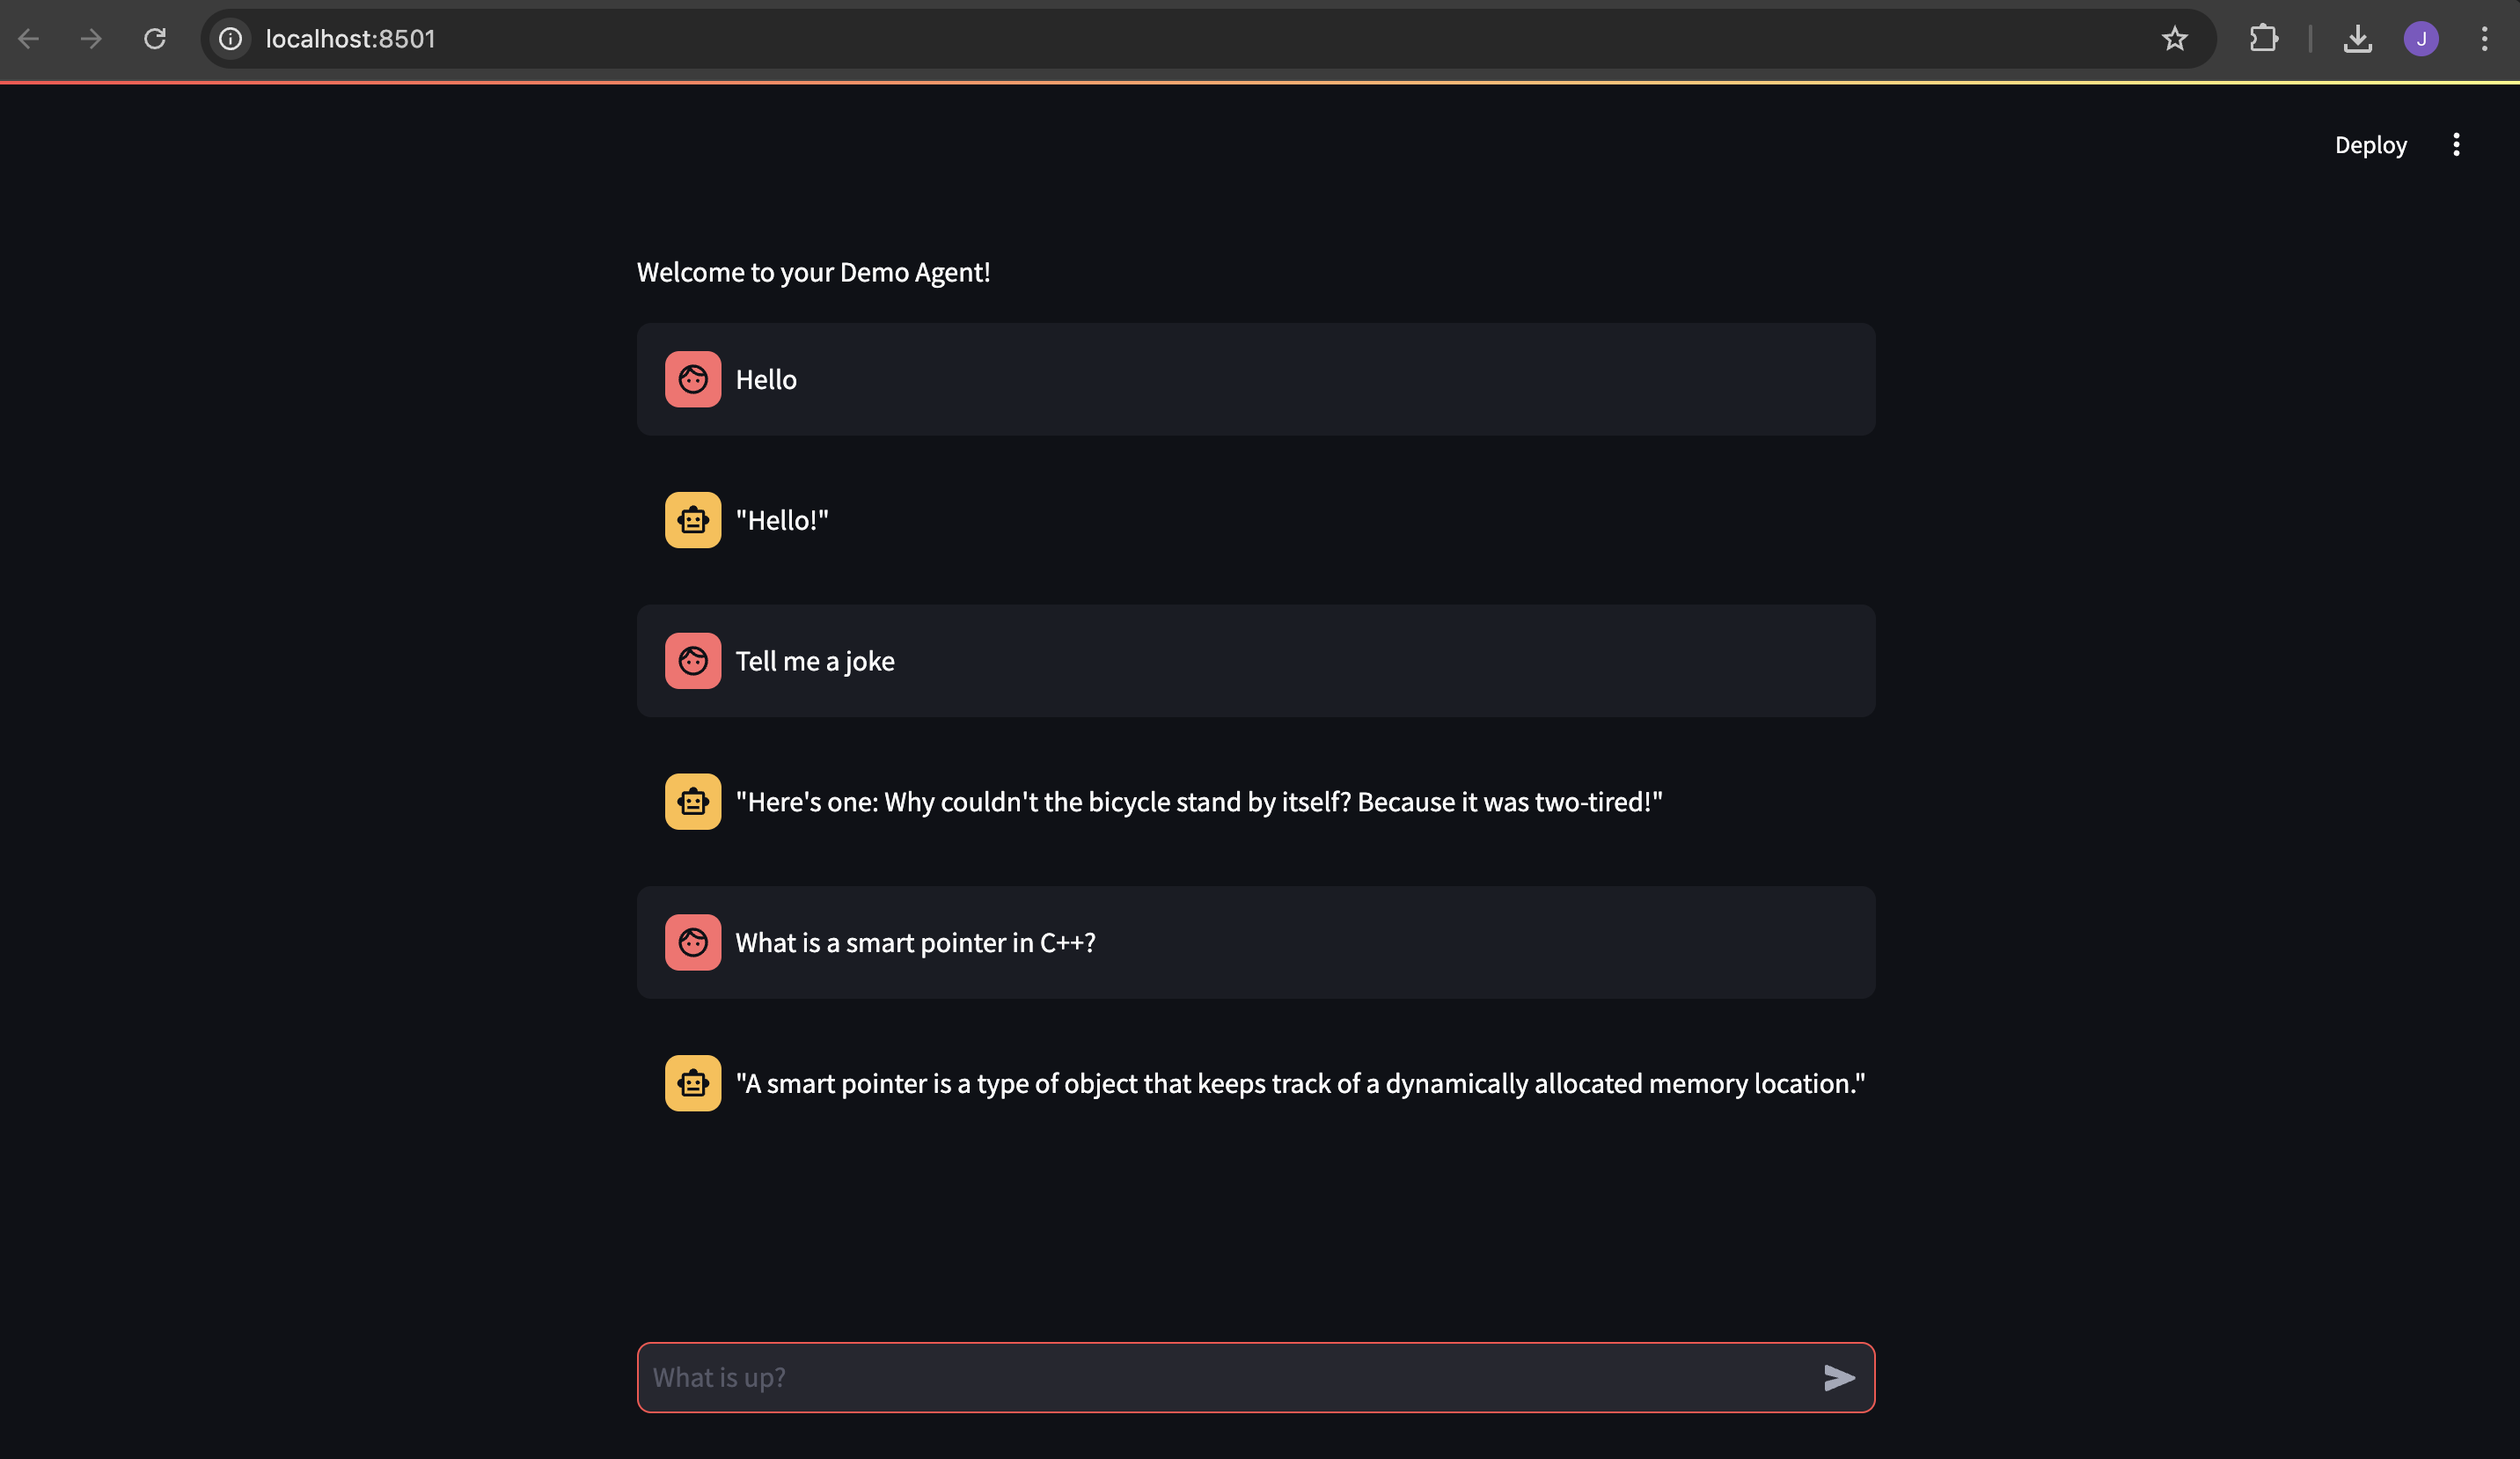 localhost:8501
J
Deploy
Welcome to your Demo Agent!
Hello
"Hello!"
Tell me a joke
"Here's one: Why couldn't the bicycle stand by itself? Because it was two-tired!"
What is a smart pointer in C++?
"A smart pointer is a type of object that keeps track of a dynamically allocated memory location."
What is up?